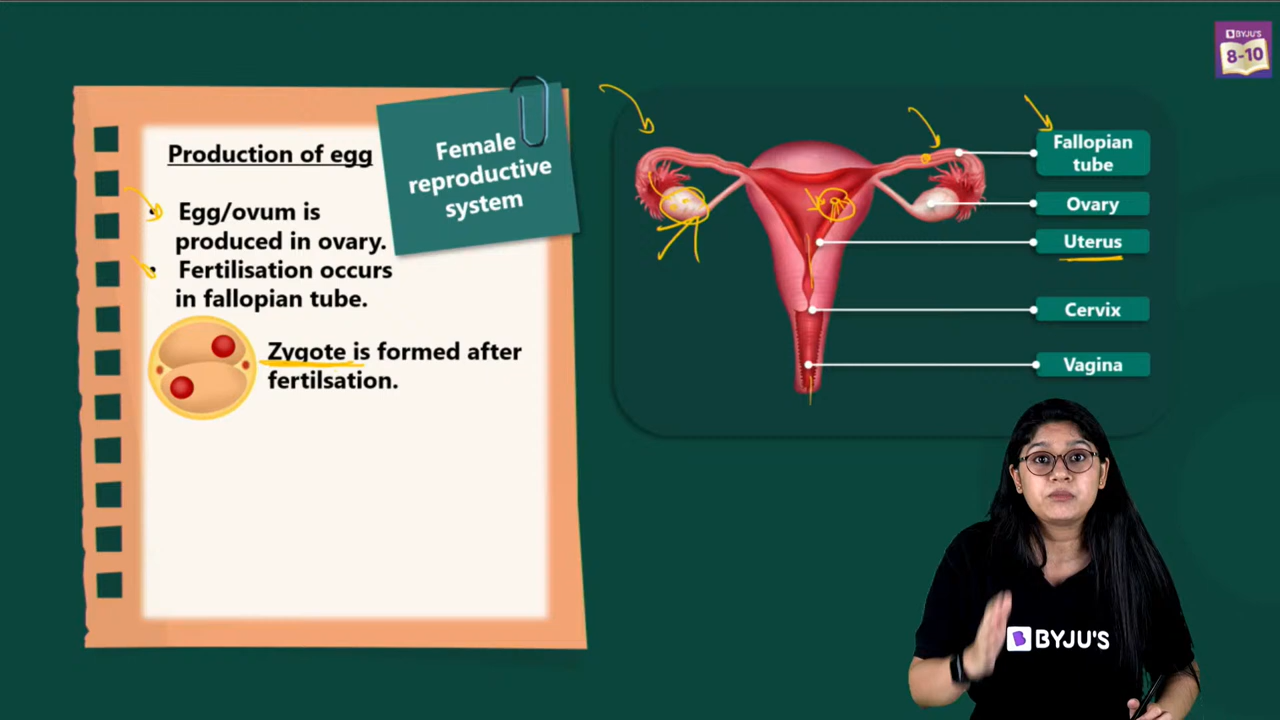 BYJU'S
8-10
Production of egg
Female
reproductive
system
Egg/ovum is
produced in ovary.
Fertilisation occurs
in fallopian tube.
Zygote is formed after
fertilsation.
Fallopian
tube
Ovary
Uterus
Cervix
Vagina
B BYJU'S